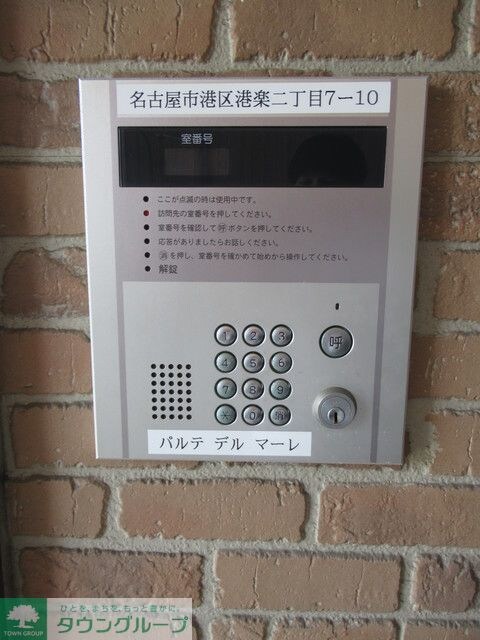 名古屋市港区港楽二丁目7ー10
室番号
ここが点滅の時は使用中です。
訪問先の室番号を押してください。
室番号を確認して呼ボタンを押してください。
応答がありましたらお話しください。
消を押し、室番号を確かめて始めから操作してください。
解錠
1 2 3 呼
4 5 6
7 8 9
* 0 消
パルテ デル マーレ
ひとを、まちを、もっと豊かに。
タウングループ
TOWN GROUP